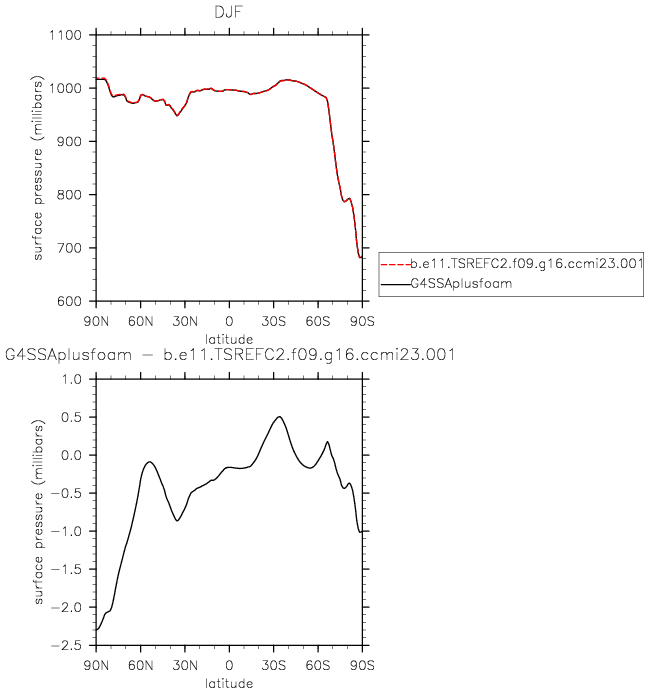 DJF
1100
1000
900
800
700
600
surface pressure (millibars)
90N 60N 30N 0 30S 60S 90S
latitude
b.e11.TSREFC2.f09.g16.ccmi23.001
G4SSAplusfoam
G4SSAplusfoam − b.e11.TSREFC2.f09.g16.ccmi23.001
1.0
0.5
0.0
−0.5
−1.0
−1.5
−2.0
−2.5
surface pressure (millibars)
90N 60N 30N 0 30S 60S 90S
latitude